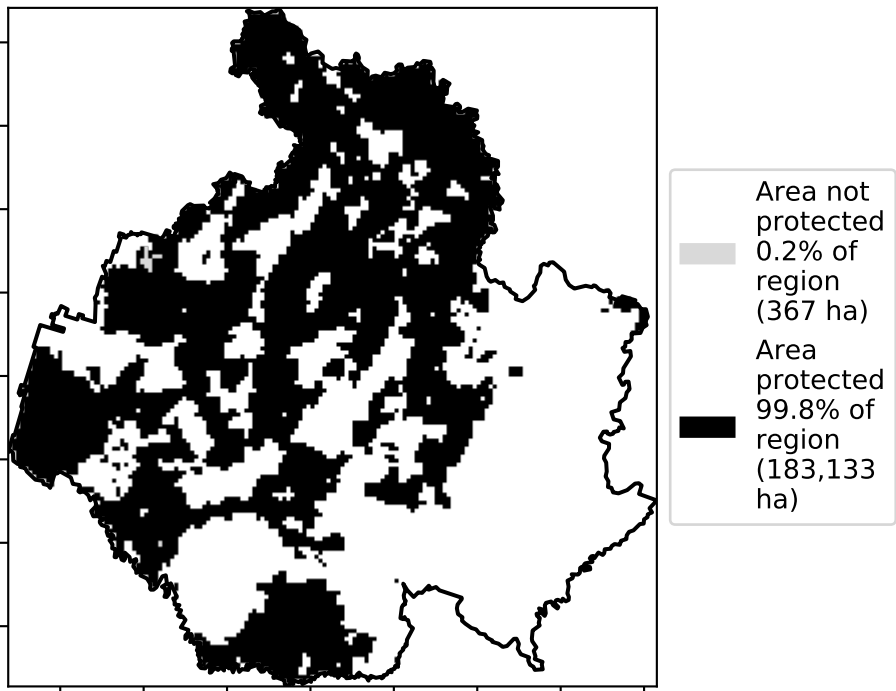 Area not
protected
0.2% of
region
(367 ha)
Area
protected
99.8% of
region
(183,133
ha)